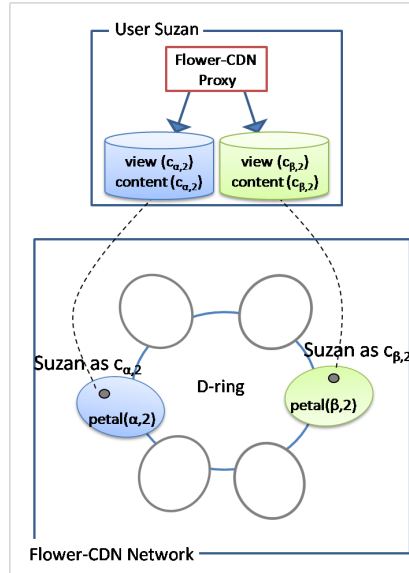 User Suzan
Flower-CDN
Proxy
view (cα,2)
content (cα,2)
view (cβ,2)
content (cβ,2)
Suzan as cα,2
Suzan as cβ,2
D-ring
petal(α,2)
petal(β,2)
Flower-CDN Network